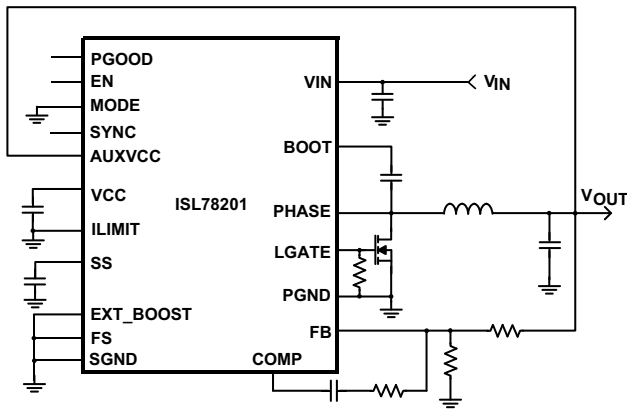 PGOOD
EN
MODE
SYNC
AUXVCC
VCC
ILIMIT
SS
EXT_BOOST
FS
SGND
ISL78201
VIN
BOOT
PHASE
LGATE
PGND
FB
COMP
VIN
VOUT